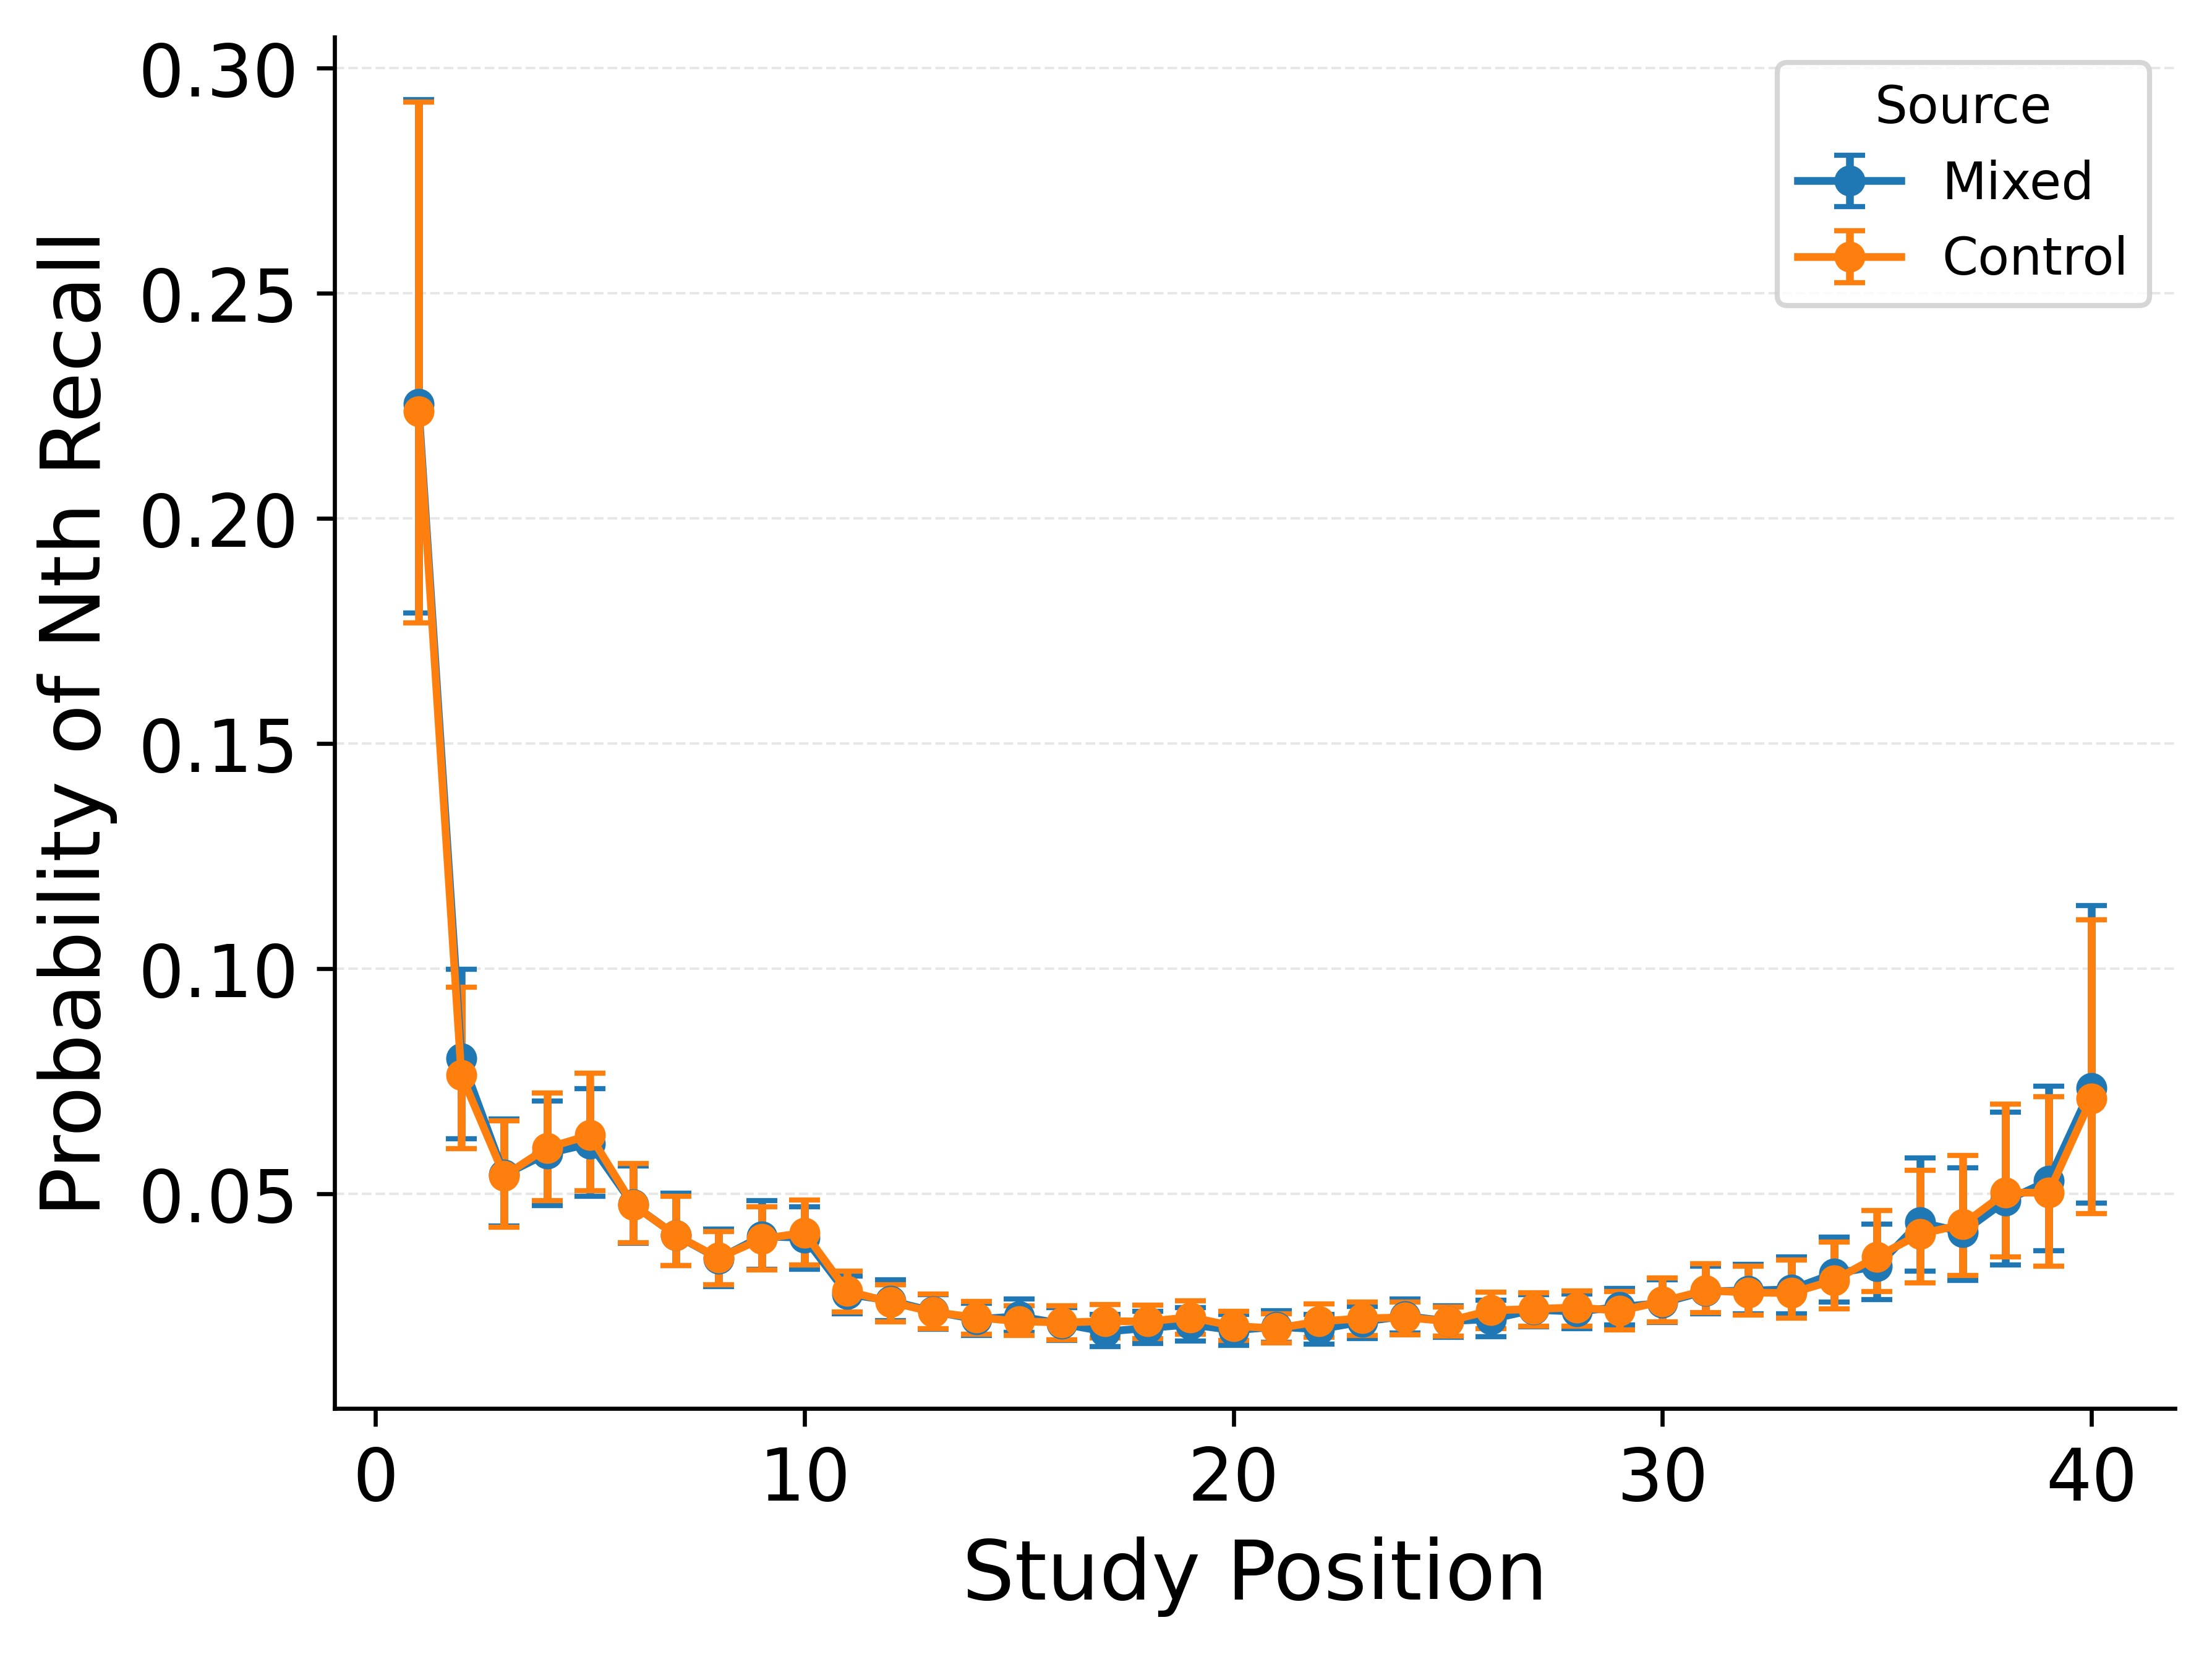 Probability of Nth Recall
0.30
0.25
0.20
0.15
0.10
0.05
Source
Mixed
Control
0 10 20 30 40
Study Position